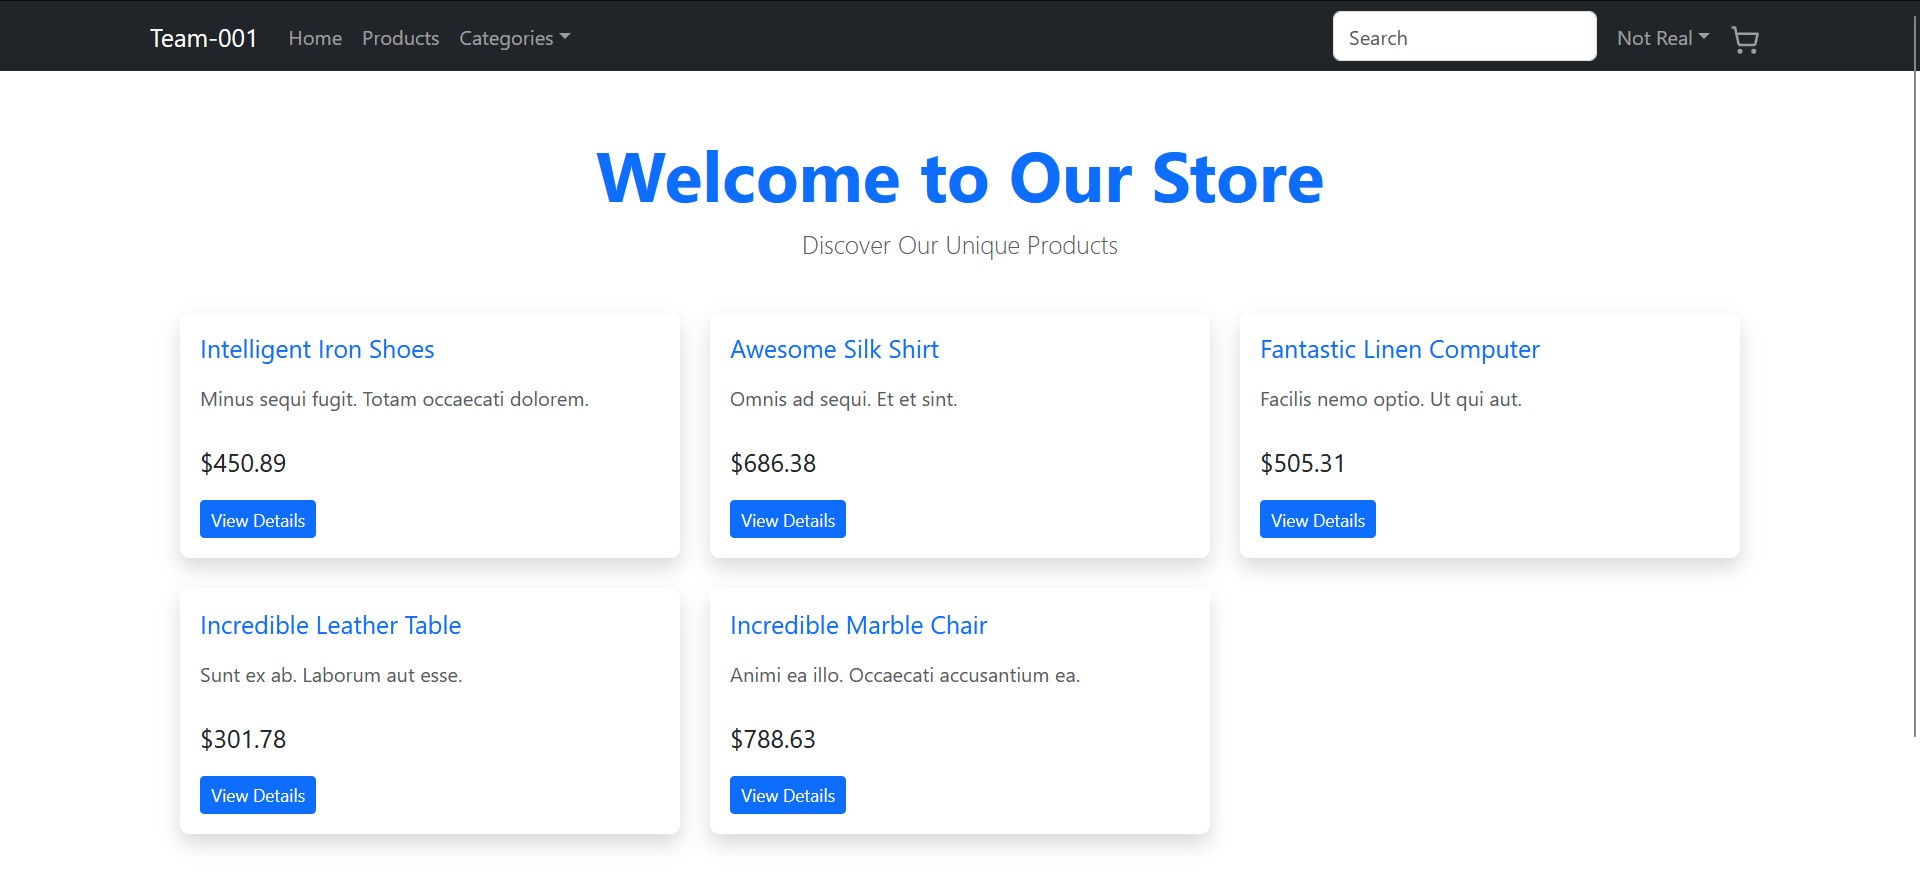 Team-001 Home Products Categories Search Not Real
Welcome to Our Store
Discover Our Unique Products
Intelligent Iron Shoes
Minus sequi fugit. Totam occaecati dolorem.
$450.89
View Details
Awesome Silk Shirt
Omnis ad sequi. Et et sint.
$686.38
View Details
Fantastic Linen Computer
Facilis nemo optio. Ut qui aut.
$505.31
View Details
Incredible Leather Table
Sunt ex ab. Laborum aut esse.
$301.78
View Details
Incredible Marble Chair
Animi ea illo. Occaecati accusantium ea.
$788.63
View Details